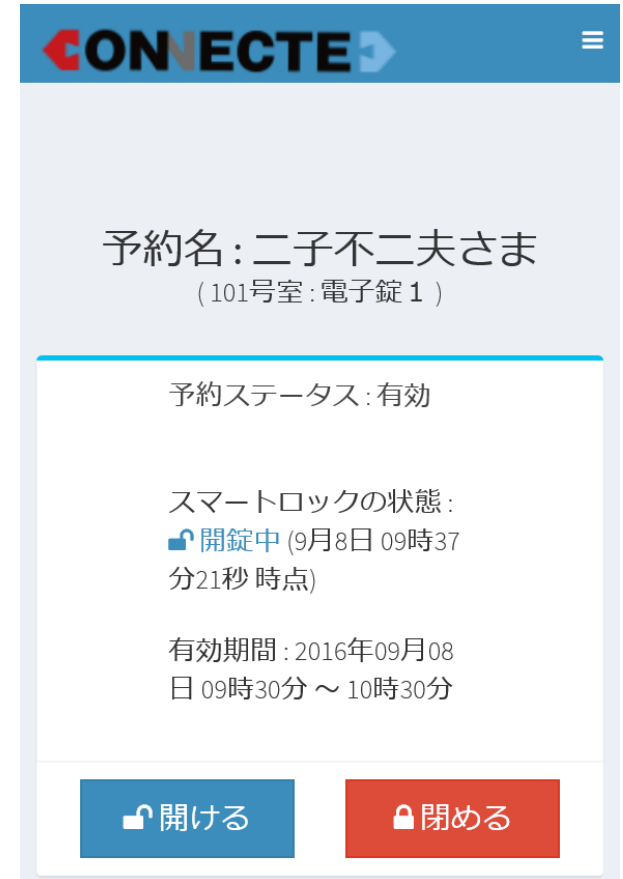 CONNECTED
予約名 : 二子不二夫さま
( 101号室 : 電子錠 1 )
予約ステータス : 有効
スマートロックの状態 :
開錠中 (9月8日 09時37
分21秒 時点)
有効期間 : 2016年09月08
日 09時30分 ～ 10時30分
開ける
閉める